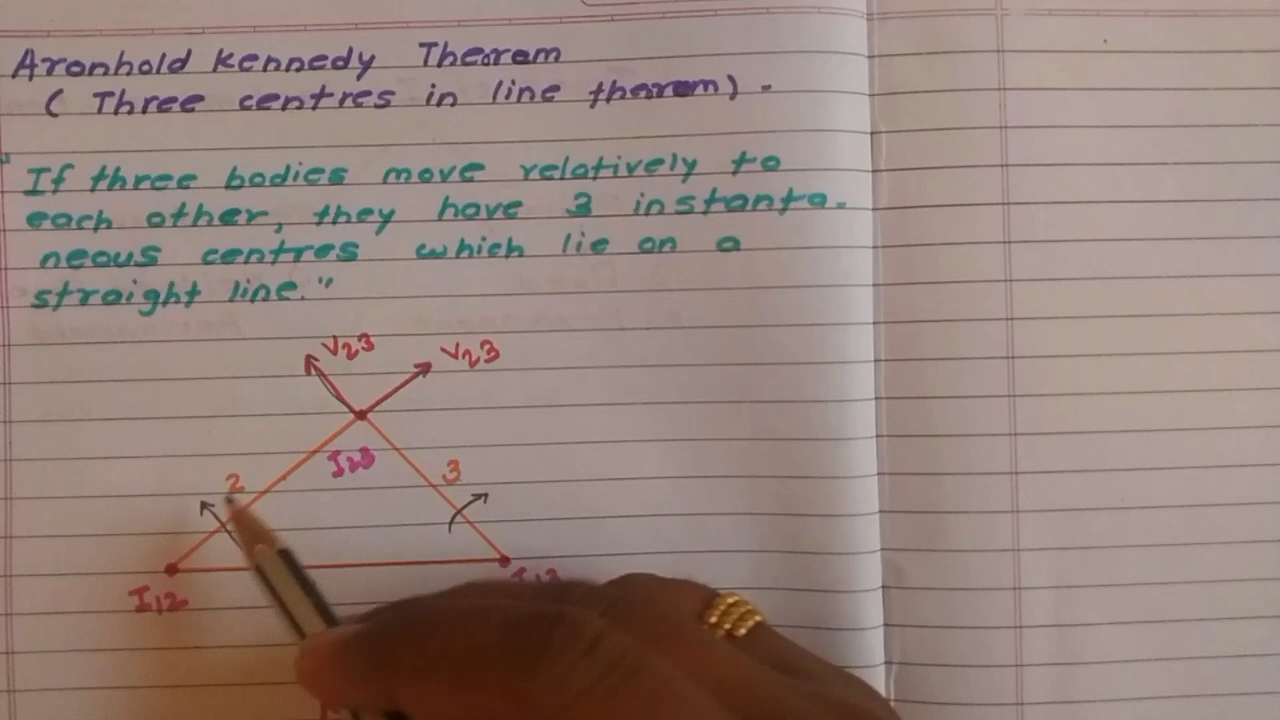 Aronhold Kennedy Theorem
( Three centres in line therem) -
"If three bodies move relatively to
each other, they have 3 instanta-
neous centres which lie on a
straight line."
V23 V23
I23
2 3
I12